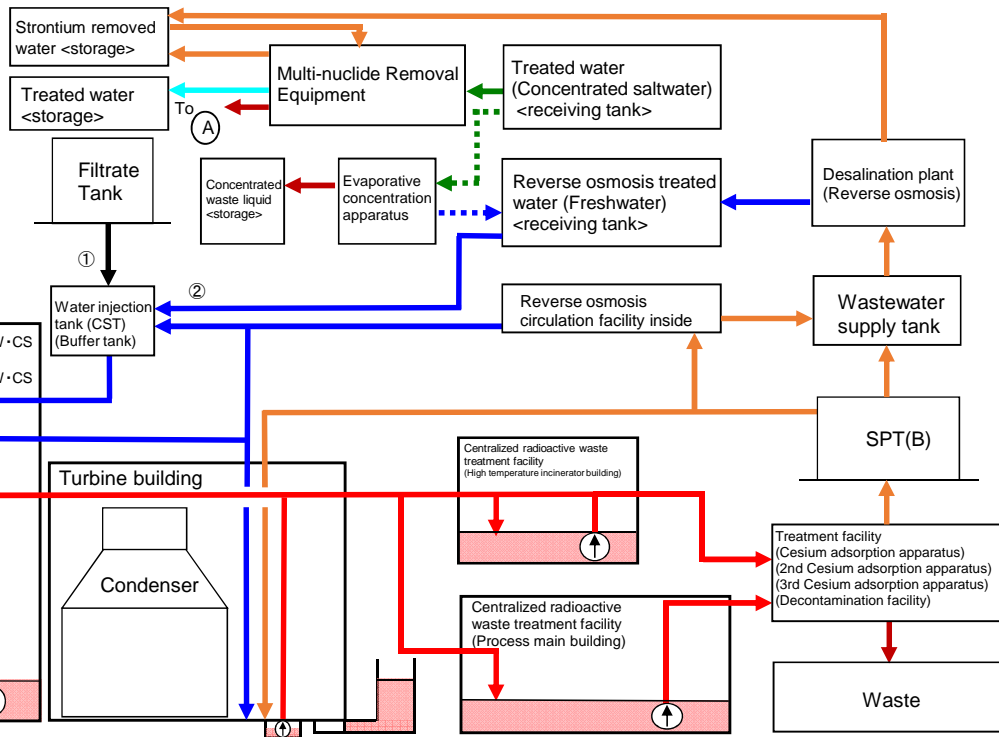 Strontium removed
water <storage>
Multi-nuclide Removal
Equipment
Treated water
(Concentrated saltwater)
<receiving tank>
Treated water
<storage>
To
A
Filtrate
Tank
Concentrated
waste liquid
<storage>
Evaporative
concentration
apparatus
Reverse osmosis treated
water (Freshwater)
<receiving tank>
Desalination plant
(Reverse osmosis)
①
②
Water injection
tank (CST)
(Buffer tank)
Reverse osmosis
circulation facility inside
Wastewater
supply tank
・CS
・CS
SPT(B)
Centralized radioactive waste
treatment facility
(High temperature incinerator building)
Turbine building
Condenser
Treatment facility
(Cesium adsorption apparatus)
(2nd Cesium adsorption apparatus)
(3rd Cesium adsorption apparatus)
(Decontamination facility)
Centralized radioactive
waste treatment facility
(Process main building)
Waste